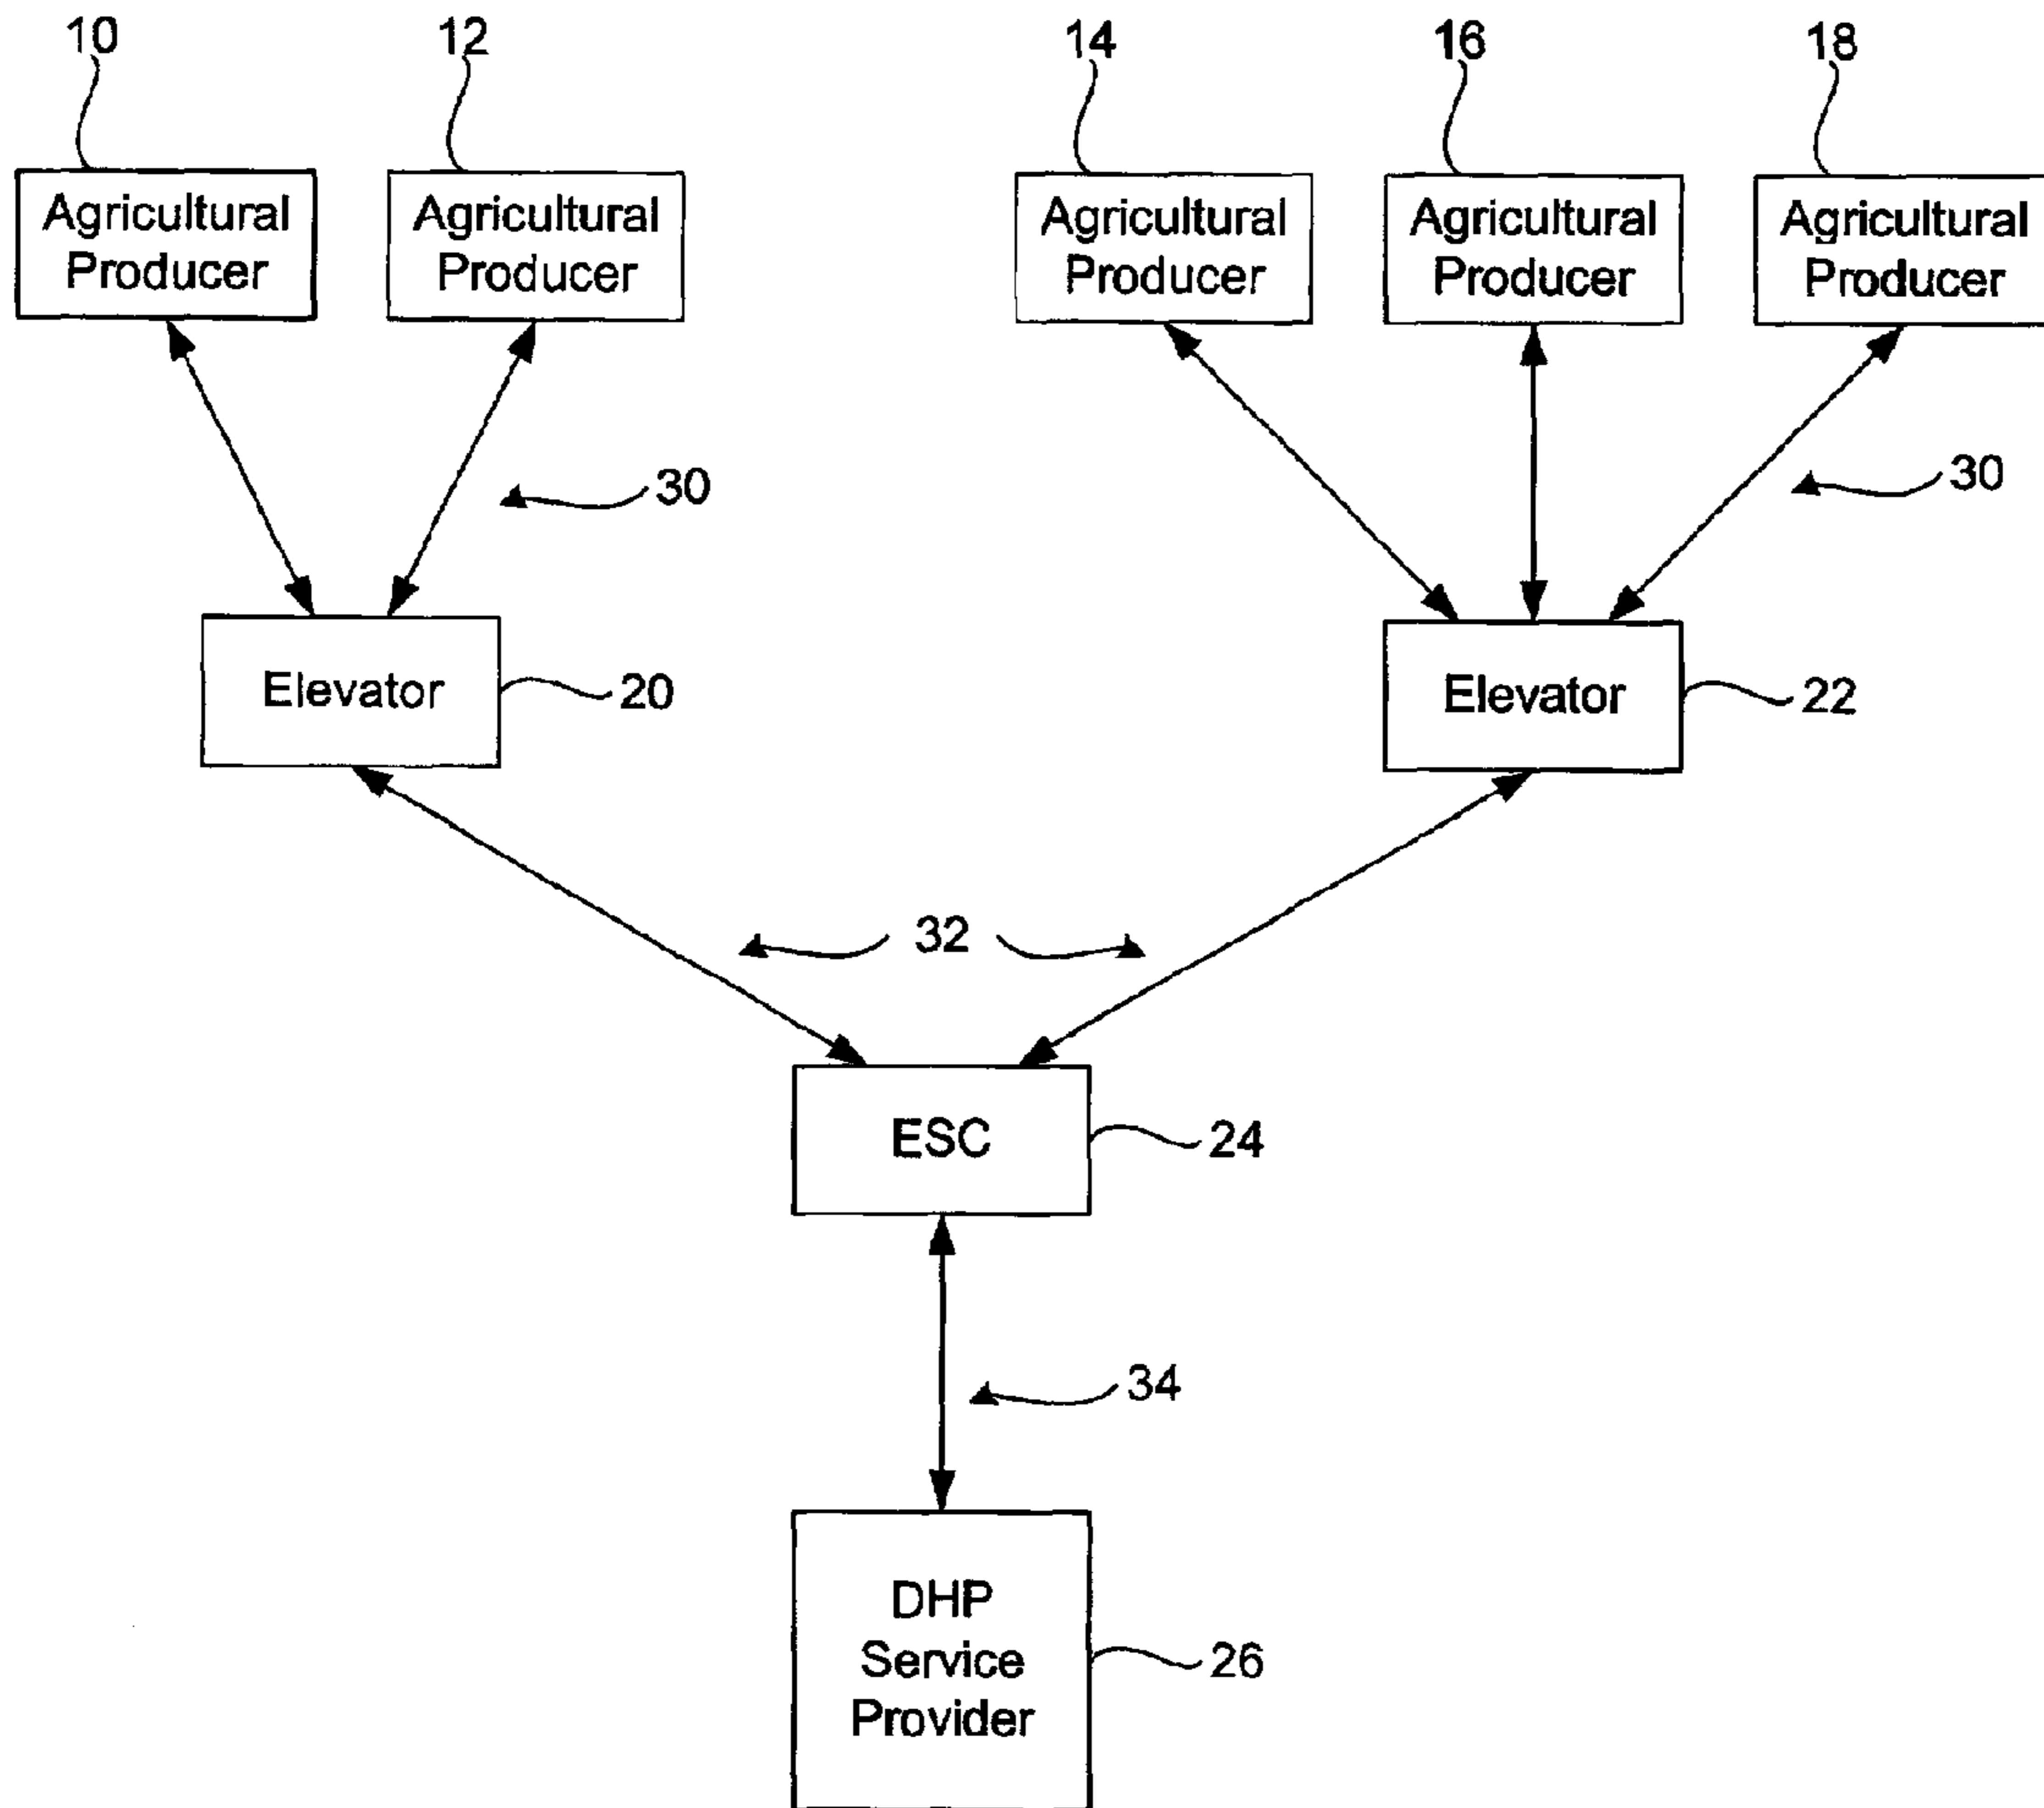 10
12
14
16
18
Agricultural
Producer
Agricultural
Producer
Agricultural
Producer
Agricultural
Producer
Agricultural
Producer
30
30
Elevator
20
Elevator
22
32
ESC
24
34
DHP
Service
Provider
26